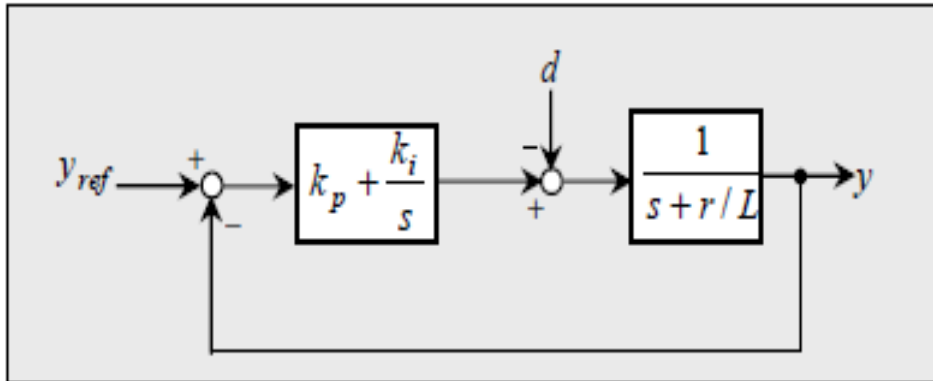 d
y_ref
+
−
k_p + k_i / s
−
+
1 / (s + r / L)
y